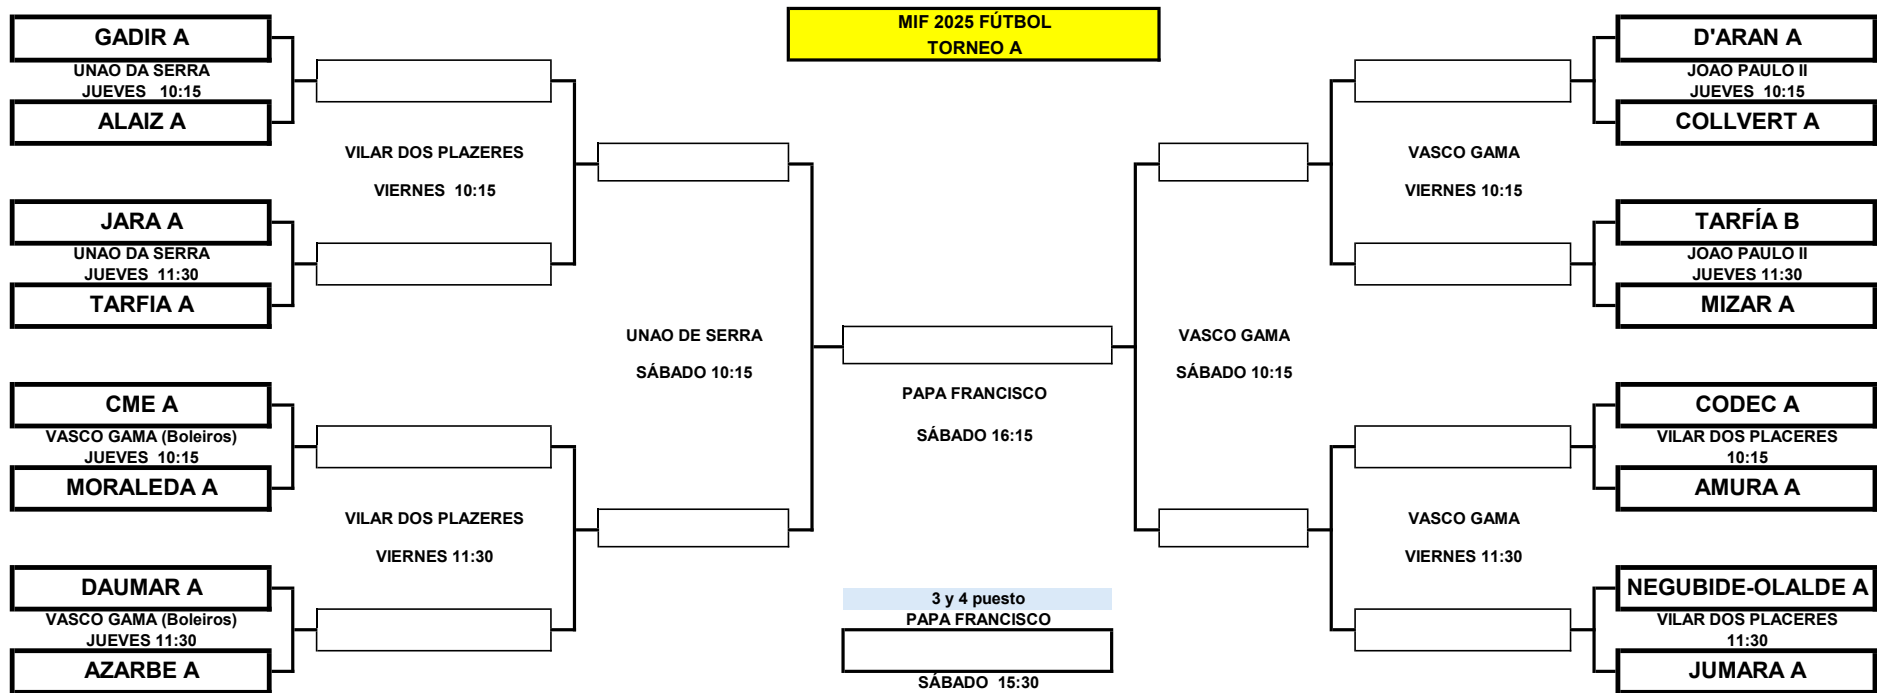 MIF 2025 FÚTBOL
TORNEO A
GADIR A
UNAO DA SERRA
JUEVES 10:15
ALAIZ A
VILAR DOS PLAZERES
VIERNES 10:15
JARA A
UNAO DA SERRA
JUEVES 11:30
TARFIA A
UNAO DE SERRA
SÁBADO 10:15
CME A
VASCO GAMA (Boleiros)
JUEVES 10:15
MORALEDA A
VILAR DOS PLAZERES
VIERNES 11:30
DAUMAR A
VASCO GAMA (Boleiros)
JUEVES 11:30
AZARBE A
PAPA FRANCISCO
SÁBADO 16:15
3 y 4 puesto
PAPA FRANCISCO
SÁBADO 15:30
D'ARAN A
JOAO PAULO II
JUEVES 10:15
COLLVERT A
VASCO GAMA
VIERNES 10:15
TARFÍA B
JOAO PAULO II
JUEVES 11:30
MIZAR A
VASCO GAMA
SÁBADO 10:15
CODEC A
VILAR DOS PLACERES
10:15
AMURA A
VASCO GAMA
VIERNES 11:30
NEGUBIDE-OLALDE A
VILAR DOS PLACERES
11:30
JUMARA A